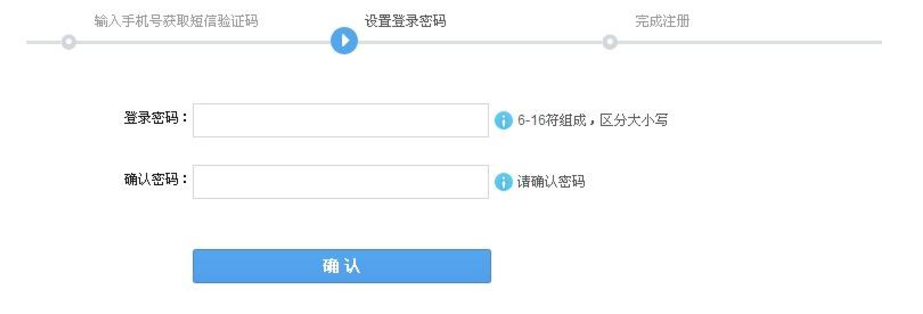 输入手机号获取短信验证码 设置登录密码 完成注册
登录密码： 6-16符组成，区分大小写
确认密码： 请确认密码
确认